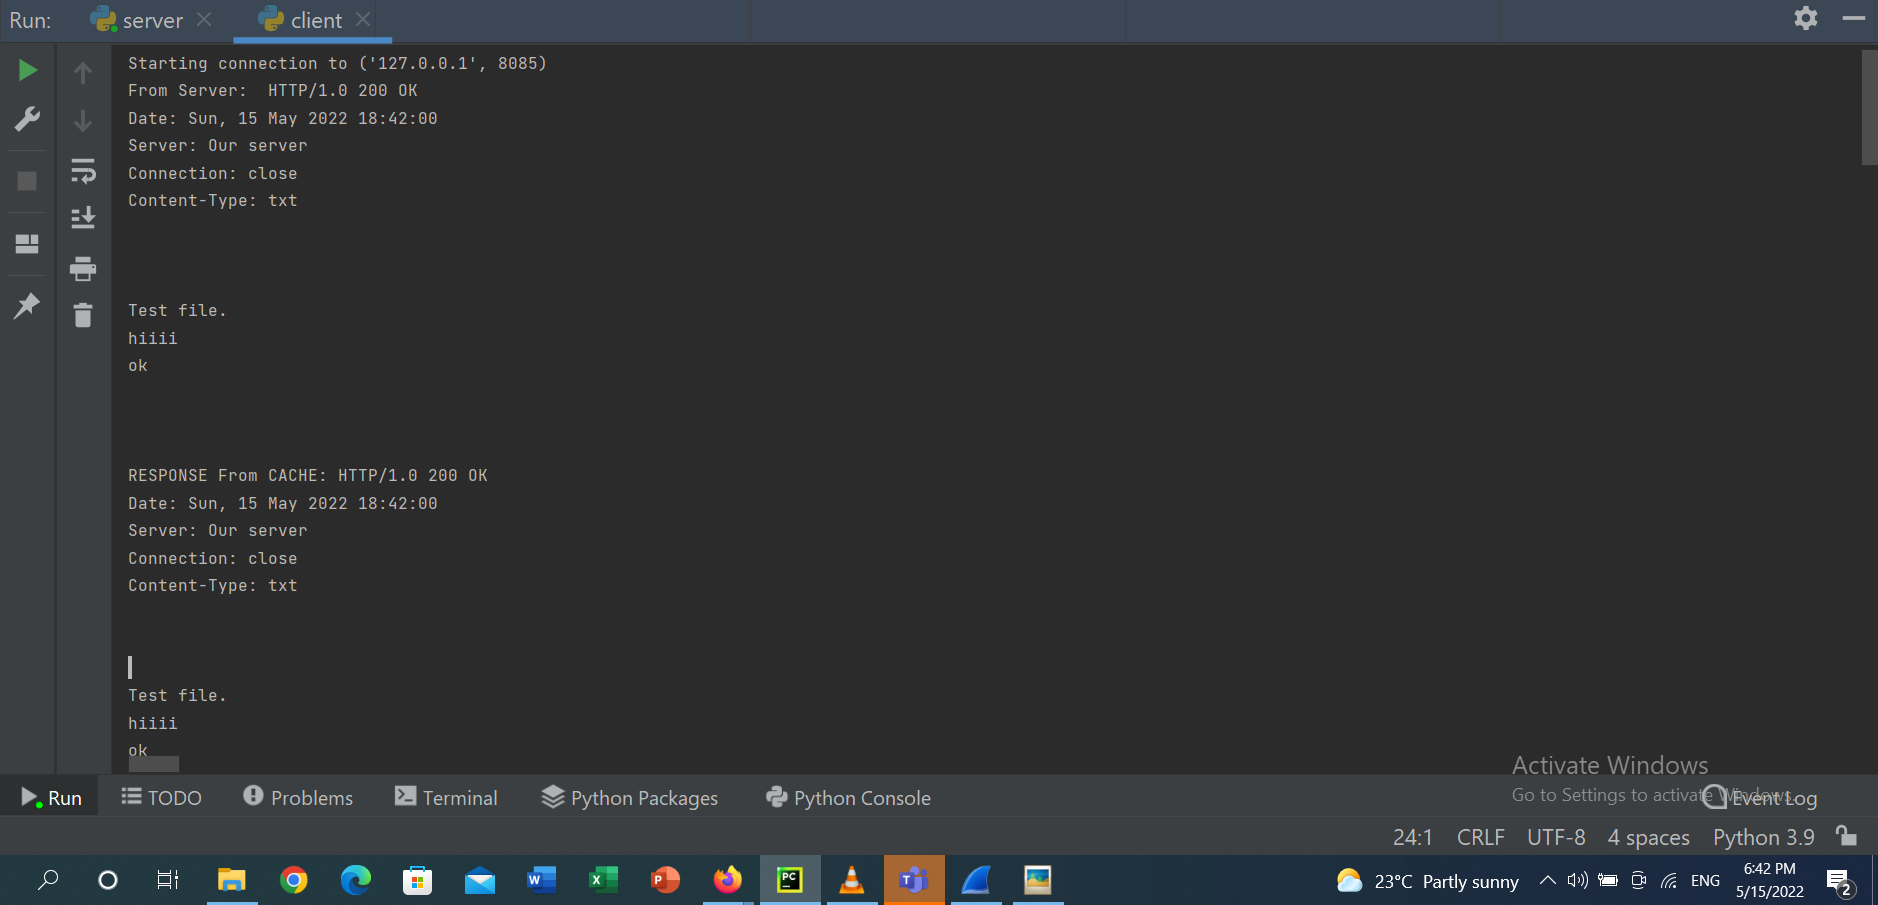 Run: server client
Starting connection to ('127.0.0.1', 8085)
From Server:  HTTP/1.0 200 OK
Date: Sun, 15 May 2022 18:42:00
Server: Our server
Connection: close
Content-Type: txt
Test file.
hiiii
ok
RESPONSE From CACHE: HTTP/1.0 200 OK
Date: Sun, 15 May 2022 18:42:00
Server: Our server
Connection: close
Content-Type: txt
Test file.
hiiii
ok
Activate Windows
Go to Settings to activate Windows.
Run TODO Problems Terminal Python Packages Python Console Event Log
24:1 CRLF UTF-8 4 spaces Python 3.9
W X P PC T 23°C Partly sunny ENG 6:42 PM
5/15/2022 2